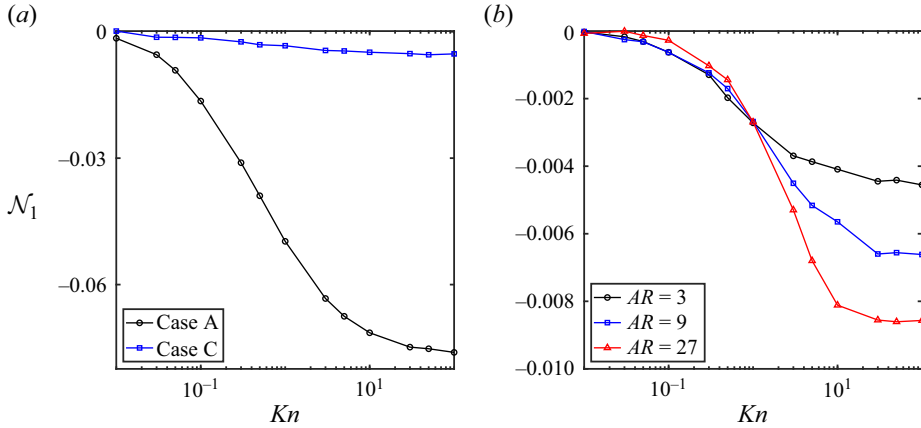 (a)
0
–0.03
–0.06
𝒩1
Case A
Case C
10⁻¹
10¹
Kn
(b)
0
–0.002
–0.004
–0.006
–0.008
–0.010
AR = 3
AR = 9
AR = 27
10⁻¹
10¹
Kn